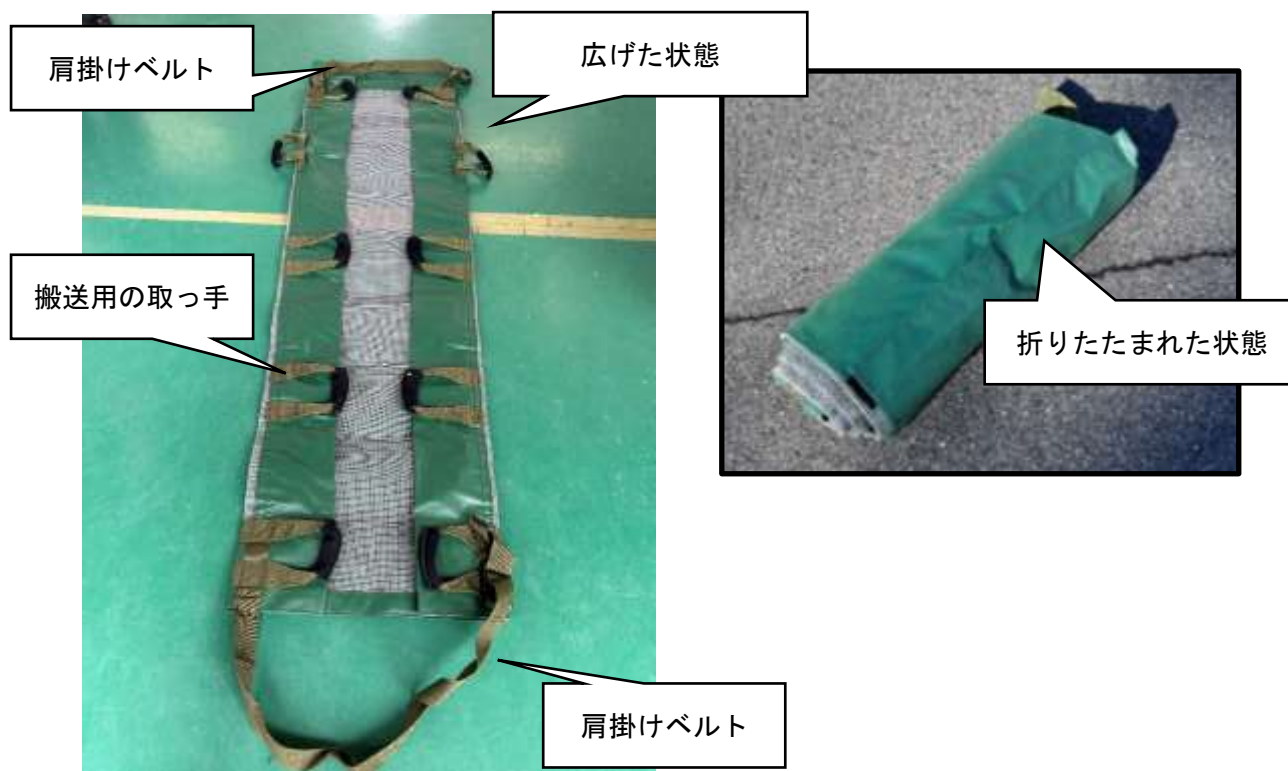 肩掛けベルト
広げた状態
搬送用の取っ手
折りたたまれた状態
肩掛けベルト